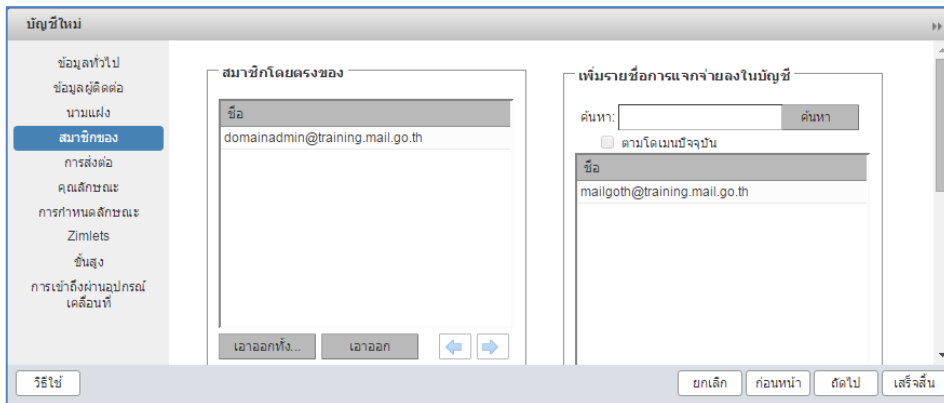 บัญชีใหม่
ข้อมูลทั่วไป
ข้อมูลผู้ติดต่อ
นามแฝง
สมาชิกของ
การส่งต่อ
คุณลักษณะ
การกำหนดลักษณะ
Zimlets
ขั้นสูง
การเข้าถึงผ่านอุปกรณ์
เคลื่อนที่
สมาชิกโดยตรงของ
ชื่อ
domainadmin@training.mail.go.th
เอาออกทั้ง...
เอาออก
เพิ่มรายชื่อการแจกจ่ายลงในบัญชี
ค้นหา:
ค้นหา
ตามโดเมนปัจจุบัน
ชื่อ
mailgoth@training.mail.go.th
วิธีใช้
ยกเลิก
ก่อนหน้า
ถัดไป
เสร็จสิ้น